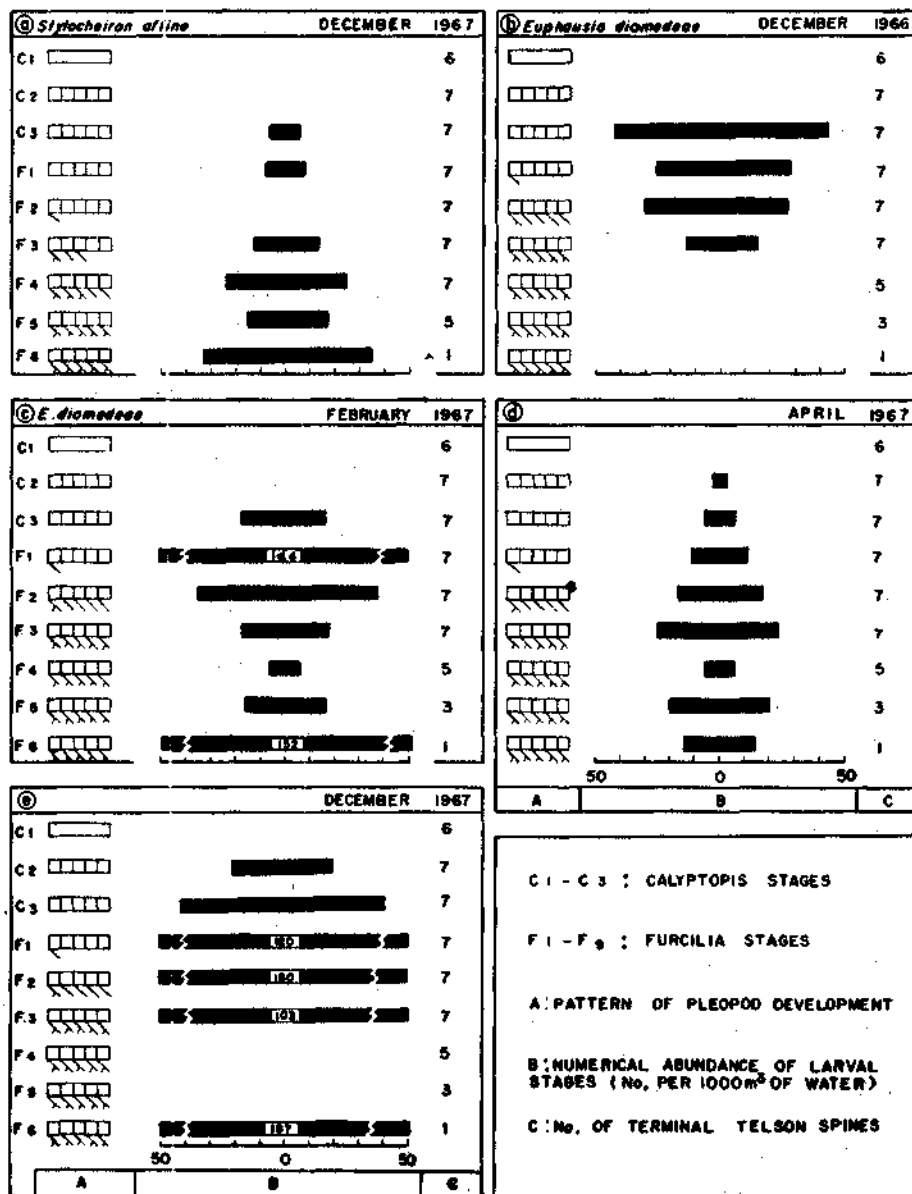 ⓐ Stylocheiron affine DECEMBER 1967
C1 6
C2 7
C3 7
F1 7
F2 7
F3 7
F4 7
F5 5
F6 1
ⓑ Euphausia diomedeae DECEMBER 1966
6
7
7
7
7
7
5
3
1
ⓒ E. diomedeae FEBRUARY 1967
C1 6
C2 7
C3 7
F1 144 7
F2 7
F3 7
F4 5
F5 3
F6 152 1
ⓓ APRIL 1967
6
7
7
7
7
7
5
3
1
50 0 50
A B C
ⓔ DECEMBER 1967
C1 6
C2 7
C3 7
F1 7
F2 7
F3 7
F4 5
F5 3
F6 1
50 0 50
A B C
C1 - C3 : CALYPTOPIS STAGES
F1 - F9 : FURCILIA STAGES
A : PATTERN OF PLEOPOD DEVELOPMENT
B : NUMERICAL ABUNDANCE OF LARVAL
STAGES (No. PER 1000m³ OF WATER)
C : No. OF TERMINAL TELSON SPINES